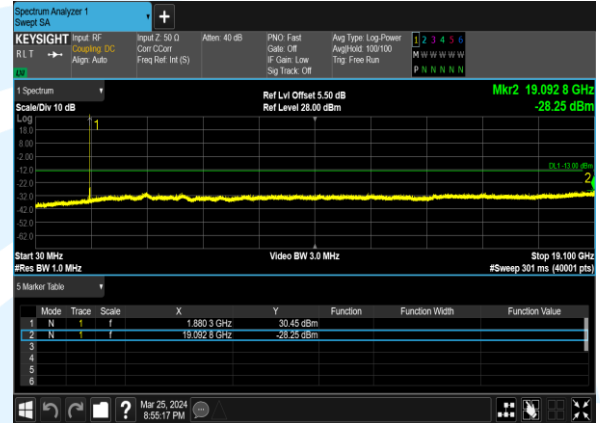 Spectrum Analyzer 1
Swept SA
+
KEYSIGHT Input: RF Input Z: 50 Ω Atten: 40 dB PNO: Fast Avg Type: Log-Power 1 2 3 4 5 6
R L T Coupling: DC Corr CCorr Gate: Off Avg|Hold: 100/100 M W W W W W
Align: Auto Freq Ref: Int (S) IF Gain: Low Trig: Free Run
Sig Track: Off P N N N N N
1 Spectrum Ref Lvl Offset 5.50 dB Mkr2 19.092 8 GHz
Scale/Div 10 dB Ref Level 28.00 dBm -28.25 dBm
Log
18.0
8.00
-2.00
-12.0
-22.0
-32.0
-42.0
-52.0
-62.0
1
DL1 -13.00 dBm
2
Start 30 MHz Video BW 3.0 MHz Stop 19.100 GHz
#Res BW 1.0 MHz #Sweep 301 ms (40001 pts)
5 Marker Table
Mode Trace Scale X Y Function Function Width Function Value
1 N 1 f 1.880 3 GHz 30.45 dBm
2 N 1 f 19.092 8 GHz -28.25 dBm
3
4
5
6
? Mar 25, 2024
8:55:17 PM